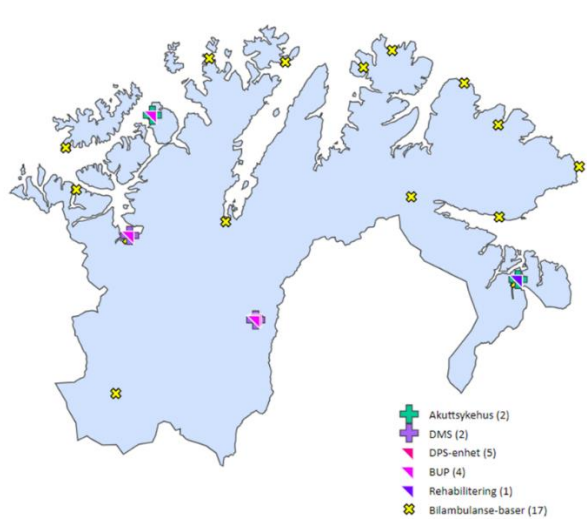 Akuttsykehus (2)
DMS (2)
DPS-enhet (5)
BUP (4)
Rehabilitering (1)
Bilambulanse-baser (17)